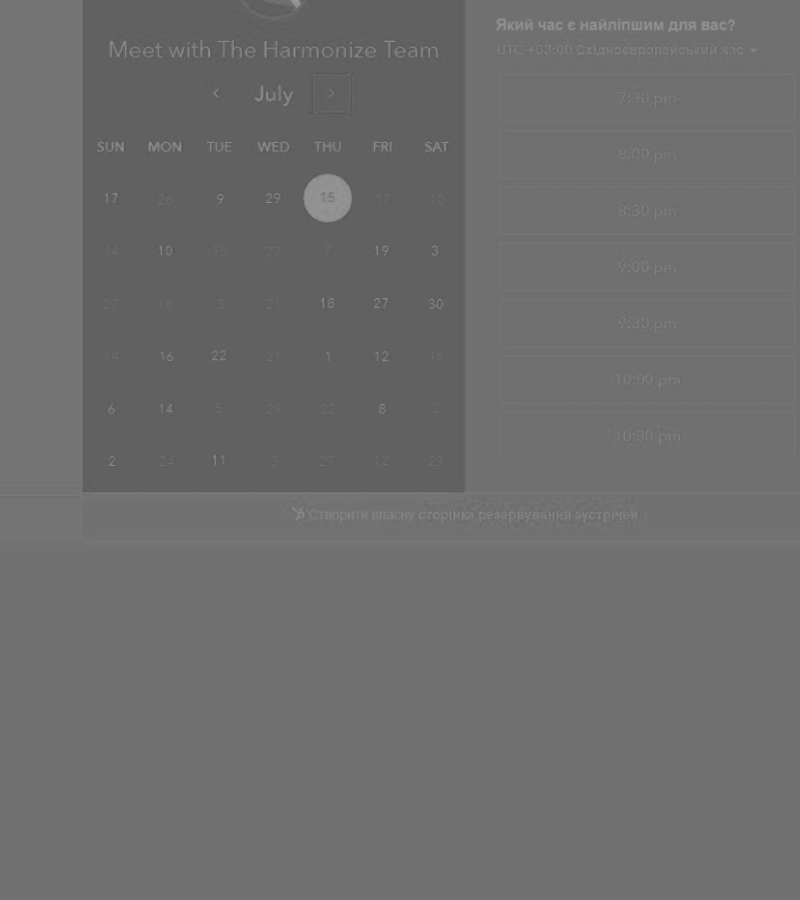 Meet with The Harmonize Team
July
SUN MON TUE WED THU FRI SAT
17 26 9 29 15 17 10
14 10 15 27 7 19 3
27 18 3 21 18 27 30
14 16 22 21 1 12 16
6 14 5 29 22 8 2
2 24 11 3 27 12 29
Який час є найліпшим для вас?
UTC +03:00 Східноєвропейський час
7:30 pm
8:00 pm
8:30 pm
9:00 pm
9:30 pm
10:00 pm
10:30 pm
Створити власну сторінка резервування зустрічей